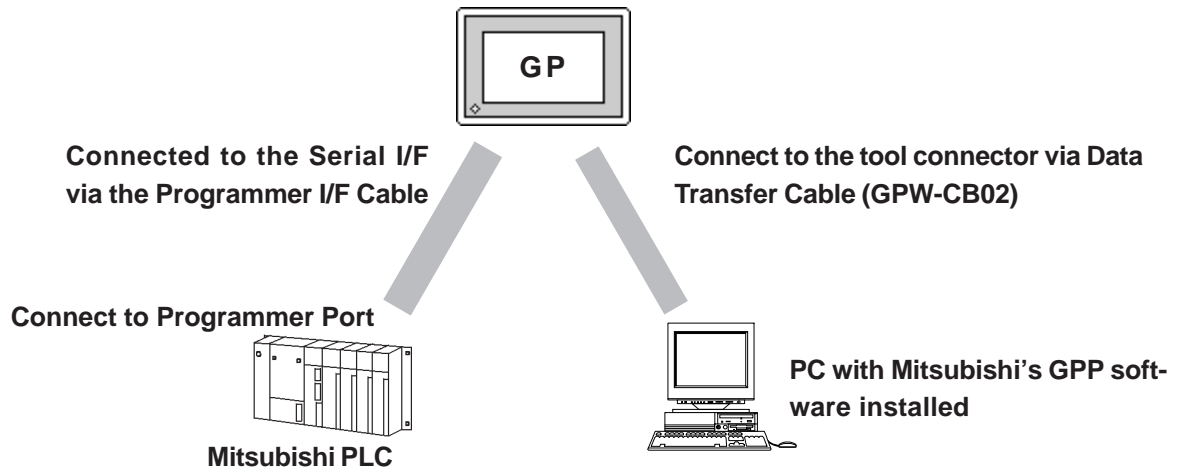 GP
Connected to the Serial I/F
via the Programmer I/F Cable
Connect to the tool connector via Data
Transfer Cable (GPW-CB02)
Connect to Programmer Port
Mitsubishi PLC
PC with Mitsubishi’s GPP soft-
ware installed